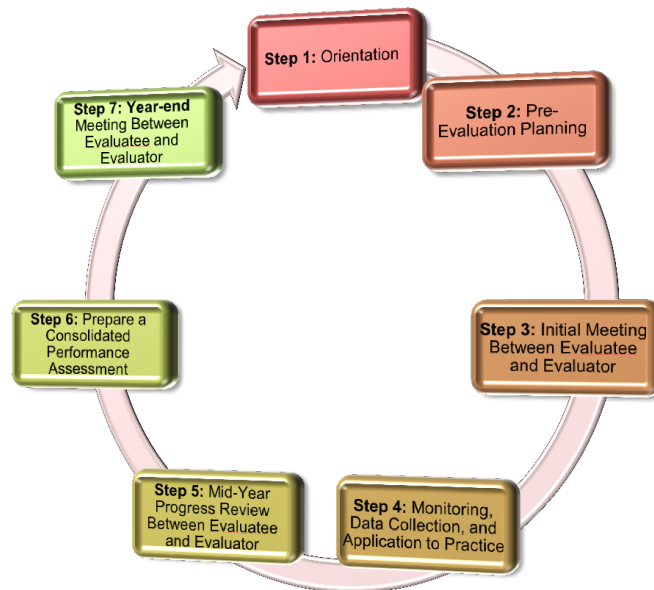 Step 1: Orientation
Step 2: Pre-
Evaluation Planning
Step 3: Initial Meeting
Between Evaluatee
and Evaluator
Step 4: Monitoring,
Data Collection, and
Application to Practice
Step 5: Mid-Year
Progress Review
Between Evaluatee
and Evaluator
Step 6: Prepare a
Consolidated
Performance
Assessment
Step 7: Year-end
Meeting Between
Evaluatee and
Evaluator